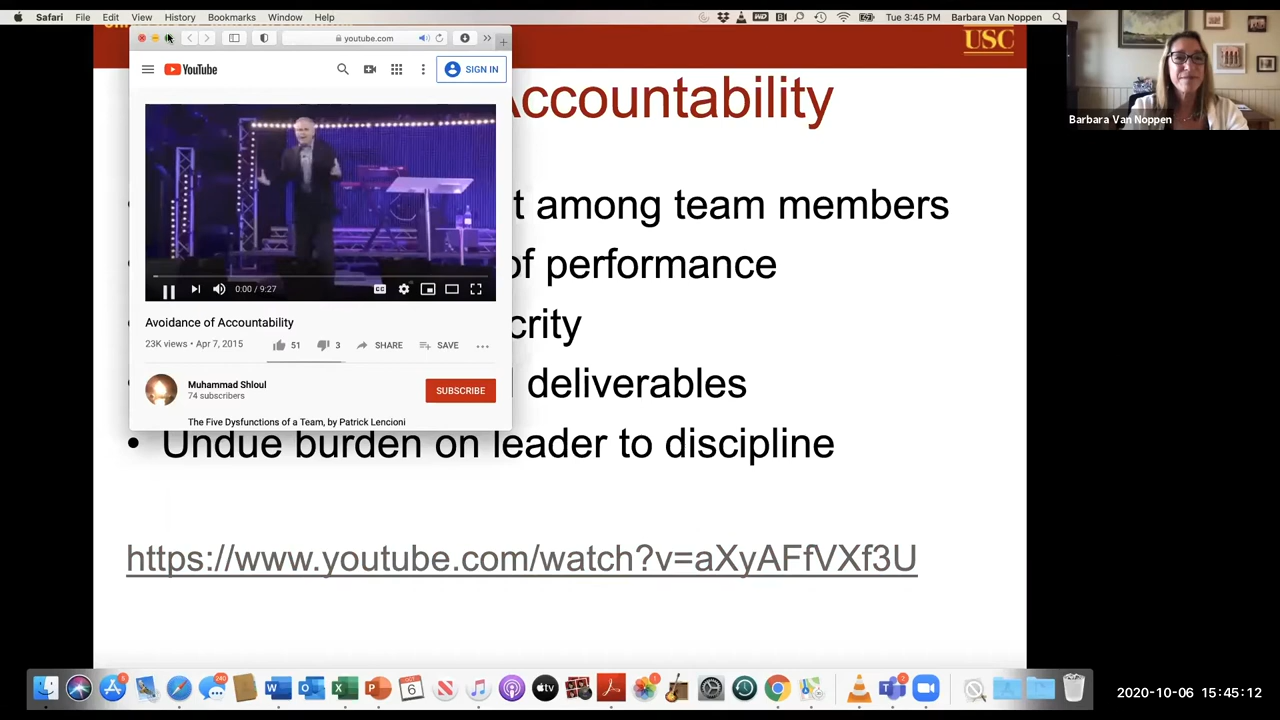 Safari File Edit View History Bookmarks Window Help
Tue 3:45 PM Barbara Van Noppen
USC
youtube.com
YouTube
SIGN IN
Accountability
Barbara Van Noppen
t among team members
of performance
0:00 / 9:27
Avoidance of Accountability
crity
23K views • Apr 7, 2015 51 3 SHARE SAVE
deliverables
Muhammad Shloul
74 subscribers
SUBSCRIBE
The Five Dysfunctions of a Team, by Patrick Lencioni
• Undue burden on leader to discipline
https://www.youtube.com/watch?v=aXyAFfVXf3U
2020-10-06 15:45:12